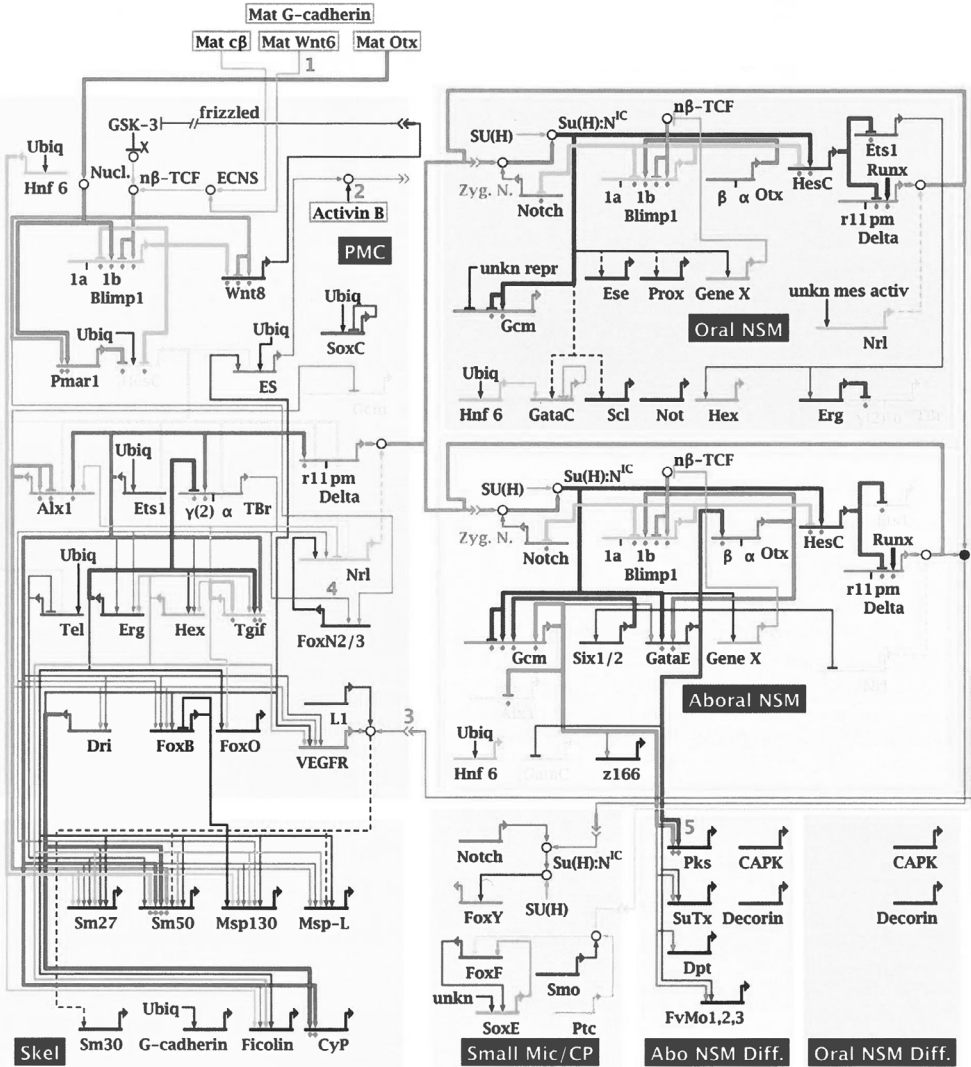 Mat G-cadherin
Mat cβ
Mat Wnt6
Mat Otx
1
GSK-3
frizzled
X
Ubiq
Hnf 6
Nucl.
nβ-TCF
ECNS
2
Activin B
PMC
1a
1b
Blimp1
Wnt8
Ubiq
SoxC
Ubiq
Pmar1
HesC
Ubiq
ES
Gcm
r11pm
Delta
Alx1
Ubiq
Ets1
γ(2)
α
TBr
Nrl
4
Ubiq
Tel
Erg
Hex
Tgif
FoxN2/3
L1
3
Dri
FoxB
FoxO
VEGFR
Sm27
Sm50
Msp130
Msp-L
Ubiq
Sm30
G-cadherin
Ficolin
CyP
Skel
nβ-TCF
SU(H)
Su(H):N^IC
Zyg. N.
Notch
1a
1b
Blimp1
β
α
Otx
HesC
Ets1
Runx
r11pm
Delta
unkn repr
Gcm
Ese
Prox
Gene X
unkn mes activ
Oral NSM
Nrl
Ubiq
Hnf 6
GataC
Scl
Not
Hex
Erg
γ(2) α
TBr
nβ-TCF
SU(H)
Su(H):N^IC
Zyg. N.
Notch
1a
1b
Blimp1
β
α
Otx
HesC
Ets1
Runx
r11pm
Delta
Gcm
Six1/2
GataE
Gene X
Nrl
Alx1
Aboral NSM
Ubiq
Hnf 6
GataC
z166
Notch
Su(H):N^IC
FoxY
SU(H)
FoxF
Smo
unkn
SoxE
Ptc
Small Mic/CP
5
Pks
CAPK
SuTx
Decorin
Dpt
FvMo1,2,3
Abo NSM Diff.
CAPK
Decorin
Oral NSM Diff.